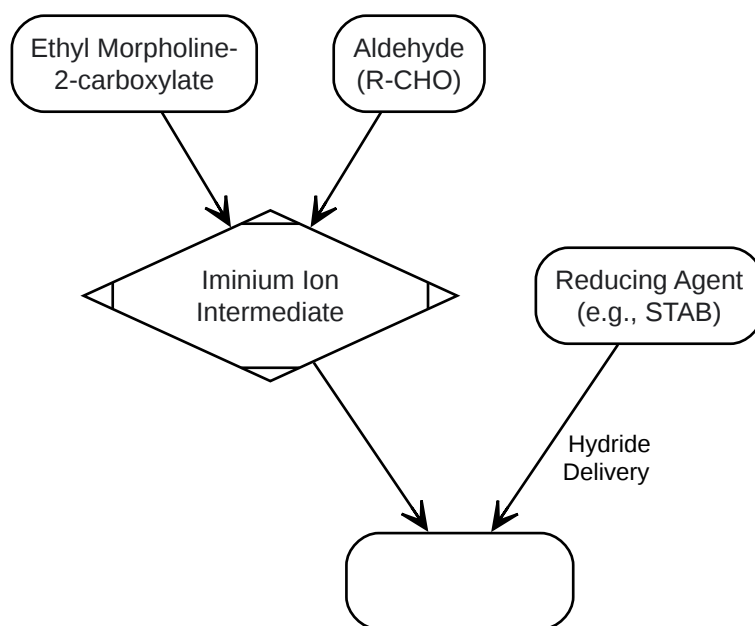 Ethyl Morpholine-
2-carboxylate
Aldehyde
(R-CHO)
Iminium Ion
Intermediate
Reducing Agent
(e.g., STAB)
Hydride
Delivery